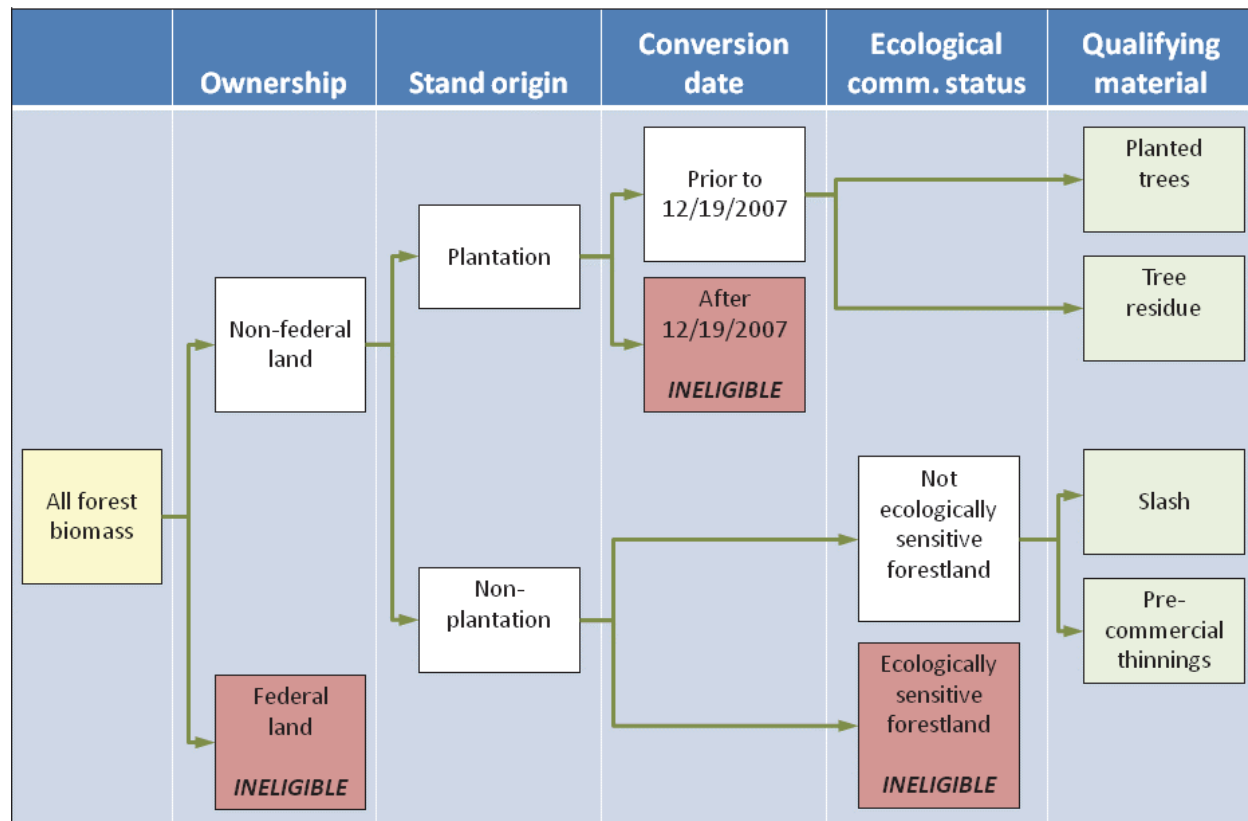 Ownership
Stand origin
Conversion
date
Ecological
comm. status
Qualifying
material
All forest
biomass
Non-federal
land
Federal
land
INELIGIBLE
Plantation
Non-
plantation
Prior to
12/19/2007
After
12/19/2007
INELIGIBLE
Not
ecologically
sensitive
forestland
Ecologically
sensitive
forestland
INELIGIBLE
Planted
trees
Tree
residue
Slash
Pre-
commercial
thinnings